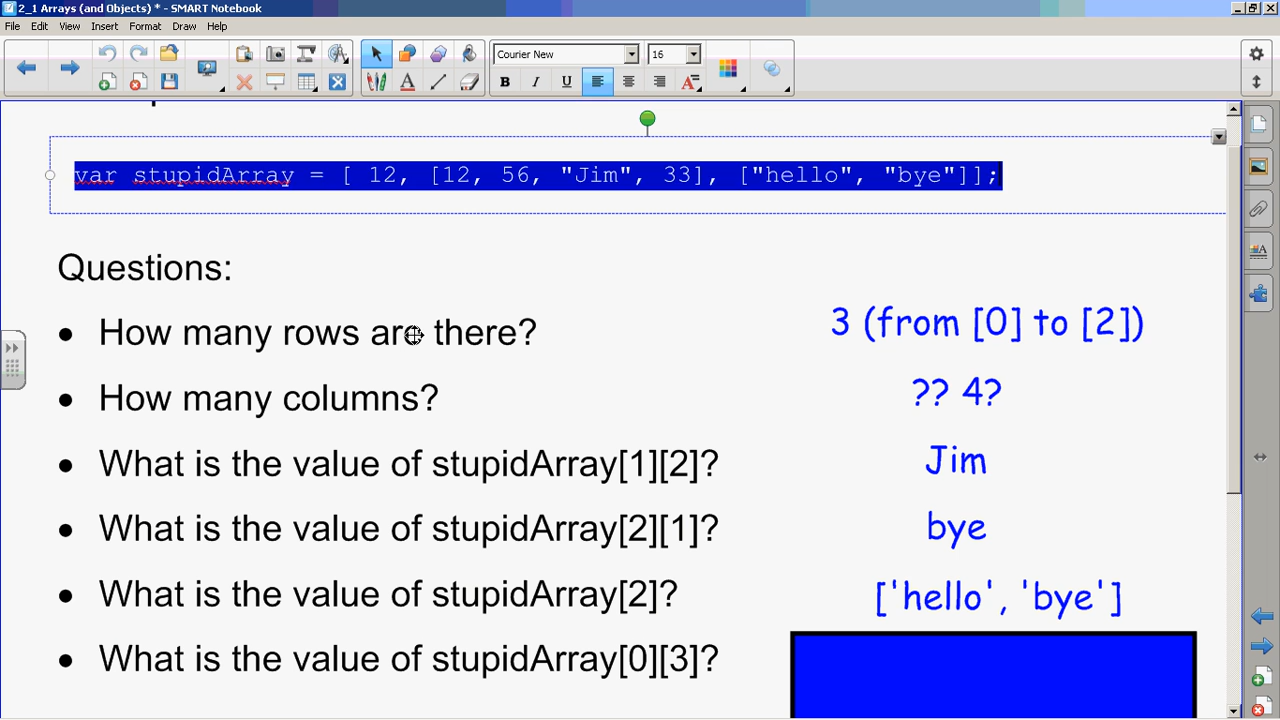 2_1 Arrays (and Objects) * - SMART Notebook
File Edit View Insert Format Draw Help
Courier New 16
B I U
var stupidArray = [ 12, [12, 56, "Jim", 33], ["hello", "bye"]];
Questions:
• How many rows are there? 3 (from [0] to [2])
• How many columns? ?? 4?
• What is the value of stupidArray[1][2]? Jim
• What is the value of stupidArray[2][1]? bye
• What is the value of stupidArray[2]? ['hello', 'bye']
• What is the value of stupidArray[0][3]?